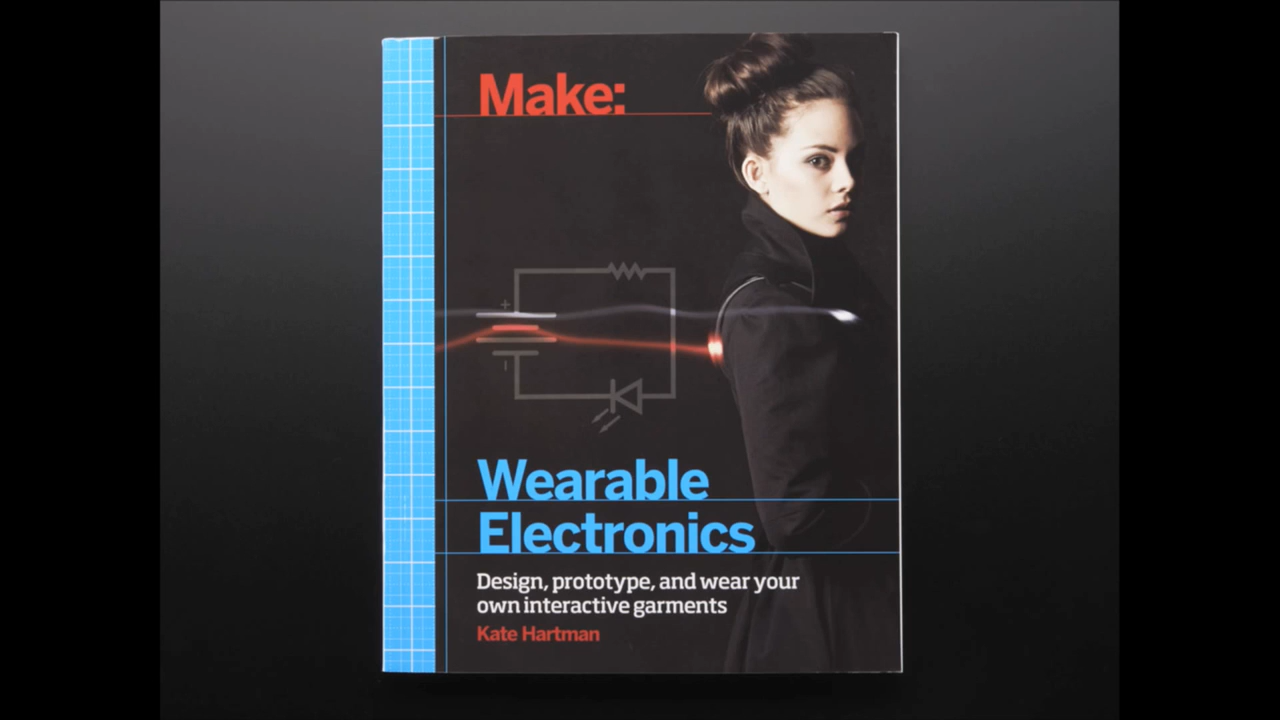 Make:
Wearable
Electronics
Design, prototype, and wear your
own interactive garments
Kate Hartman